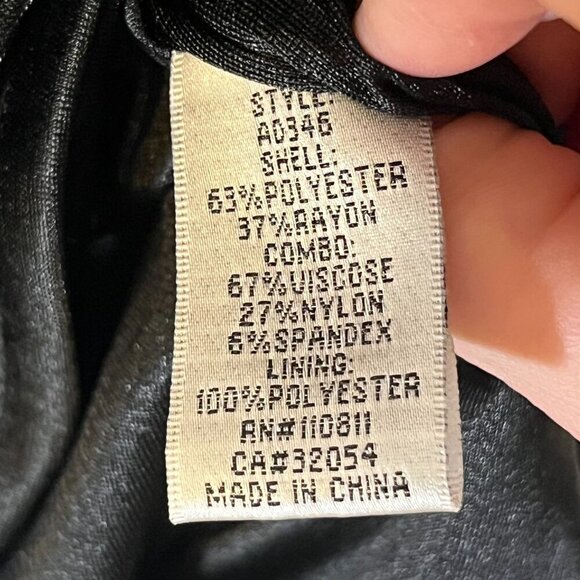 STYLE:
A0346
SHELL:
63%POLYESTER
37%RAYON
COMBO:
67%VISCOSE
27%NYLON
6%SPANDEX
LINING:
100%POLYESTER
RN#110811
CA#32054
MADE IN CHINA